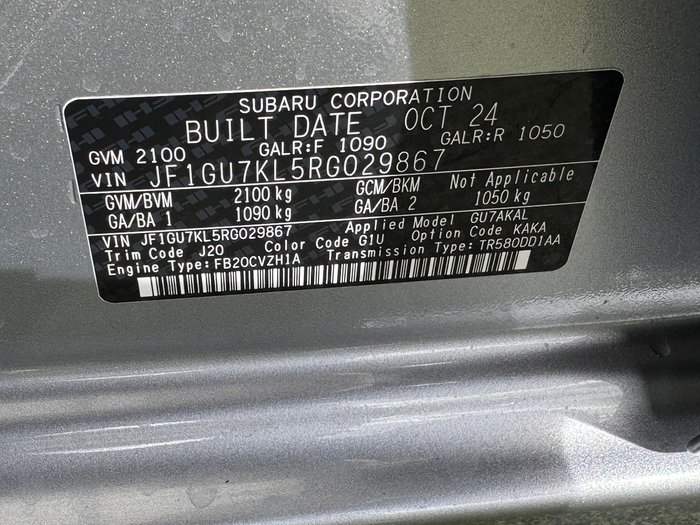 SUBARU CORPORATION
BUILT DATE OCT 24
GVM 2100 GALR:F 1090 GALR:R 1050
VIN JF1GU7KL5RG029867
GVM/BVM 2100 kg GCM/BKM Not Applicable
GA/BA 1 1090 kg GA/BA 2 1050 kg
VIN JF1GU7KL5RG029867 Applied Model GU7AKAL
Trim Code J20 Color Code G1U Option Code KAKA
Engine Type:FB20CVZH1A Transmission Type:TR580DD1AA